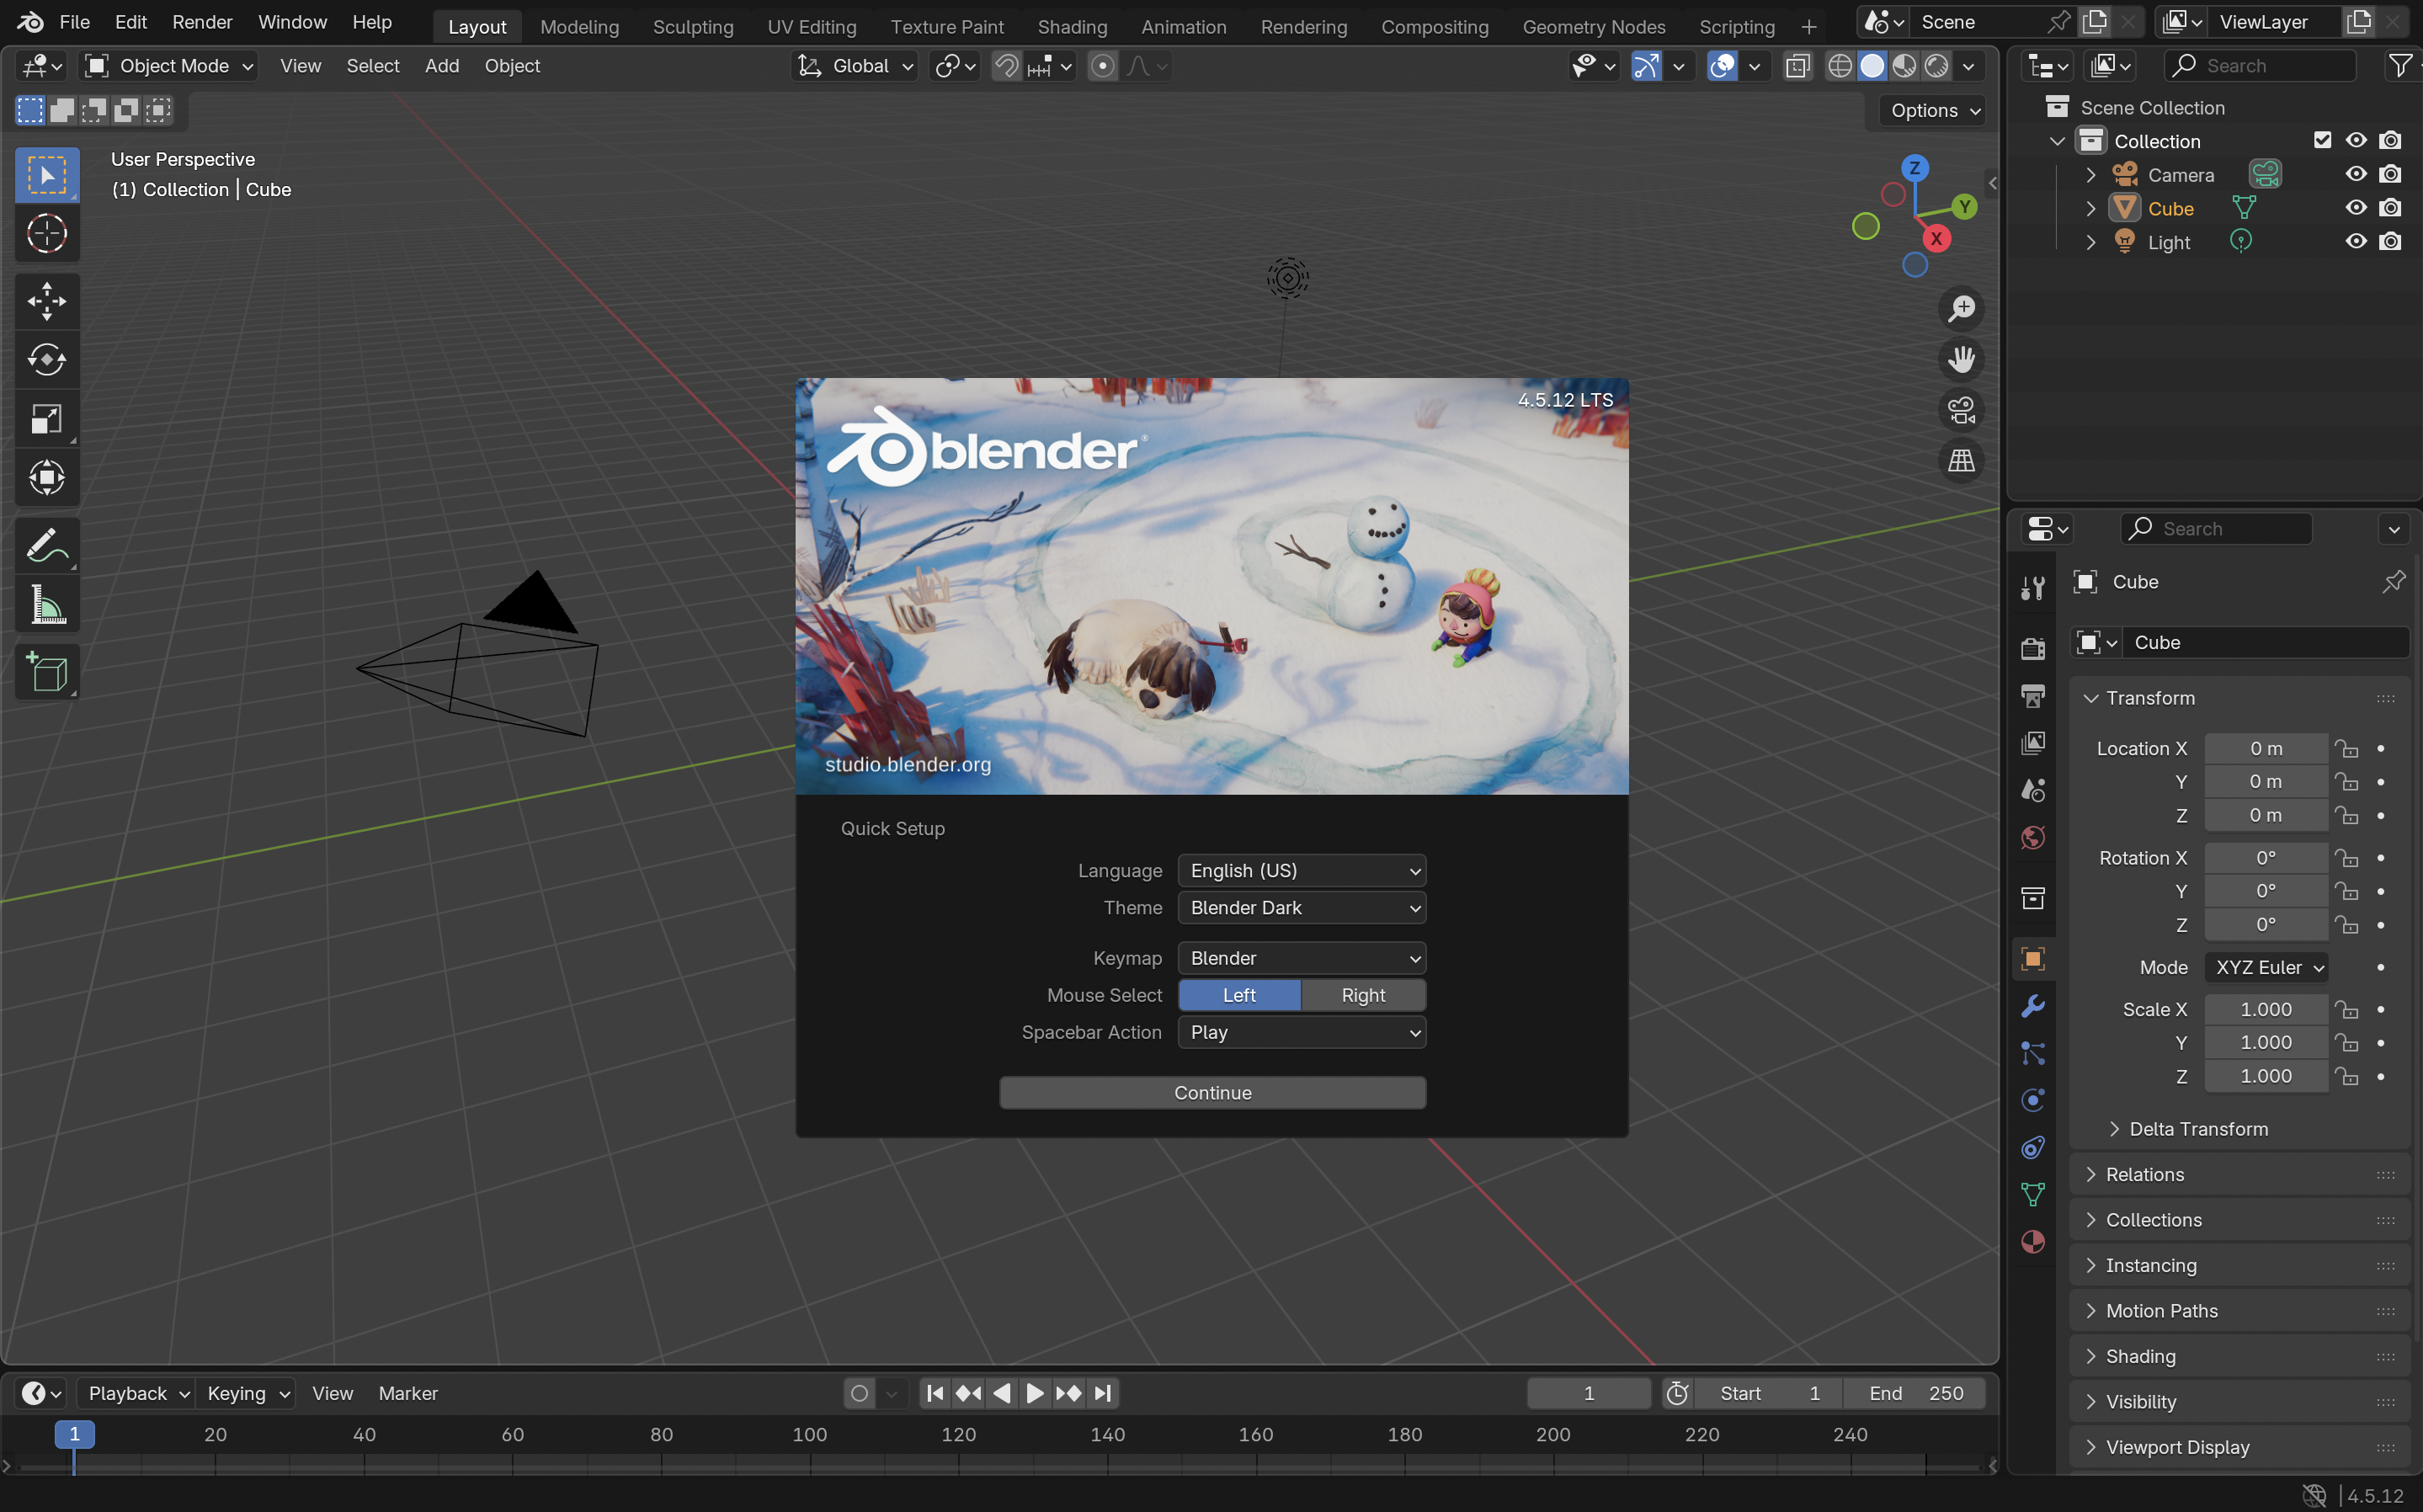 File Edit Render Window Help Layout Modeling Sculpting UV Editing Texture Paint Shading Animation Rendering Compositing Geometry Nodes Scripting + Scene ViewLayer
Object Mode View Select Add Object Global Search
Options
User Perspective
(1) Collection | Cube
Z
Y
X
Scene Collection
Collection
Camera
Cube
Light
4.5.12 LTS
blender®
studio.blender.org
Quick Setup
Language English (US)
Theme Blender Dark
Keymap Blender
Mouse Select Left Right
Spacebar Action Play
Continue
Search
Cube
Cube
Transform
Location X 0 m
Y 0 m
Z 0 m
Rotation X 0°
Y 0°
Z 0°
Mode XYZ Euler
Scale X 1.000
Y 1.000
Z 1.000
Delta Transform
Relations
Collections
Instancing
Motion Paths
Shading
Visibility
Viewport Display
Playback Keying View Marker 1 Start 1 End 250
1 20 40 60 80 100 120 140 160 180 200 220 240
4.5.12